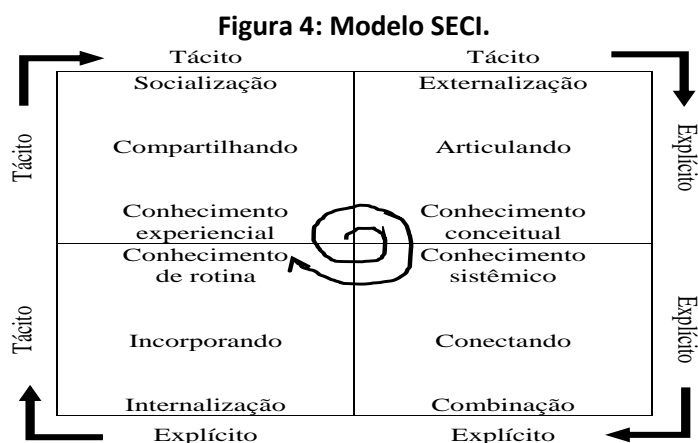 Figura 4: Modelo SECI.
Tácito Tácito
Socialização Externalização
Tácito Compartilhando Articulando Explícito
Conhecimento Conhecimento
experiencial conceitual
Conhecimento Conhecimento
de rotina sistêmico
Tácito Incorporando Conectando Explícito
Internalização Combinação
Explícito Explícito